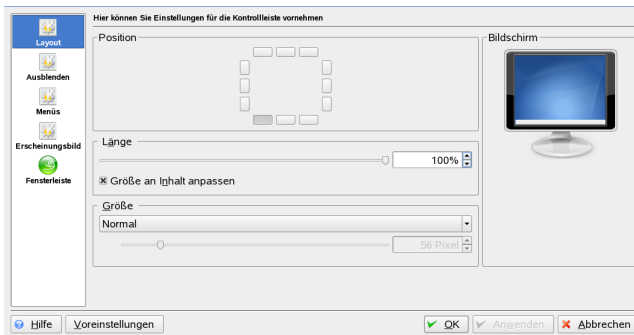 Hier können Sie Einstellungen für die Kontrollleiste vornehmen
Layout
Ausblenden
Menüs
Erscheinungsbild
Fensterleiste
Position
Länge
100%
Größe an Inhalt anpassen
Größe
Normal
56 Pixel
Bildschirm
Hilfe
Voreinstellungen
OK
Anwenden
Abbrechen